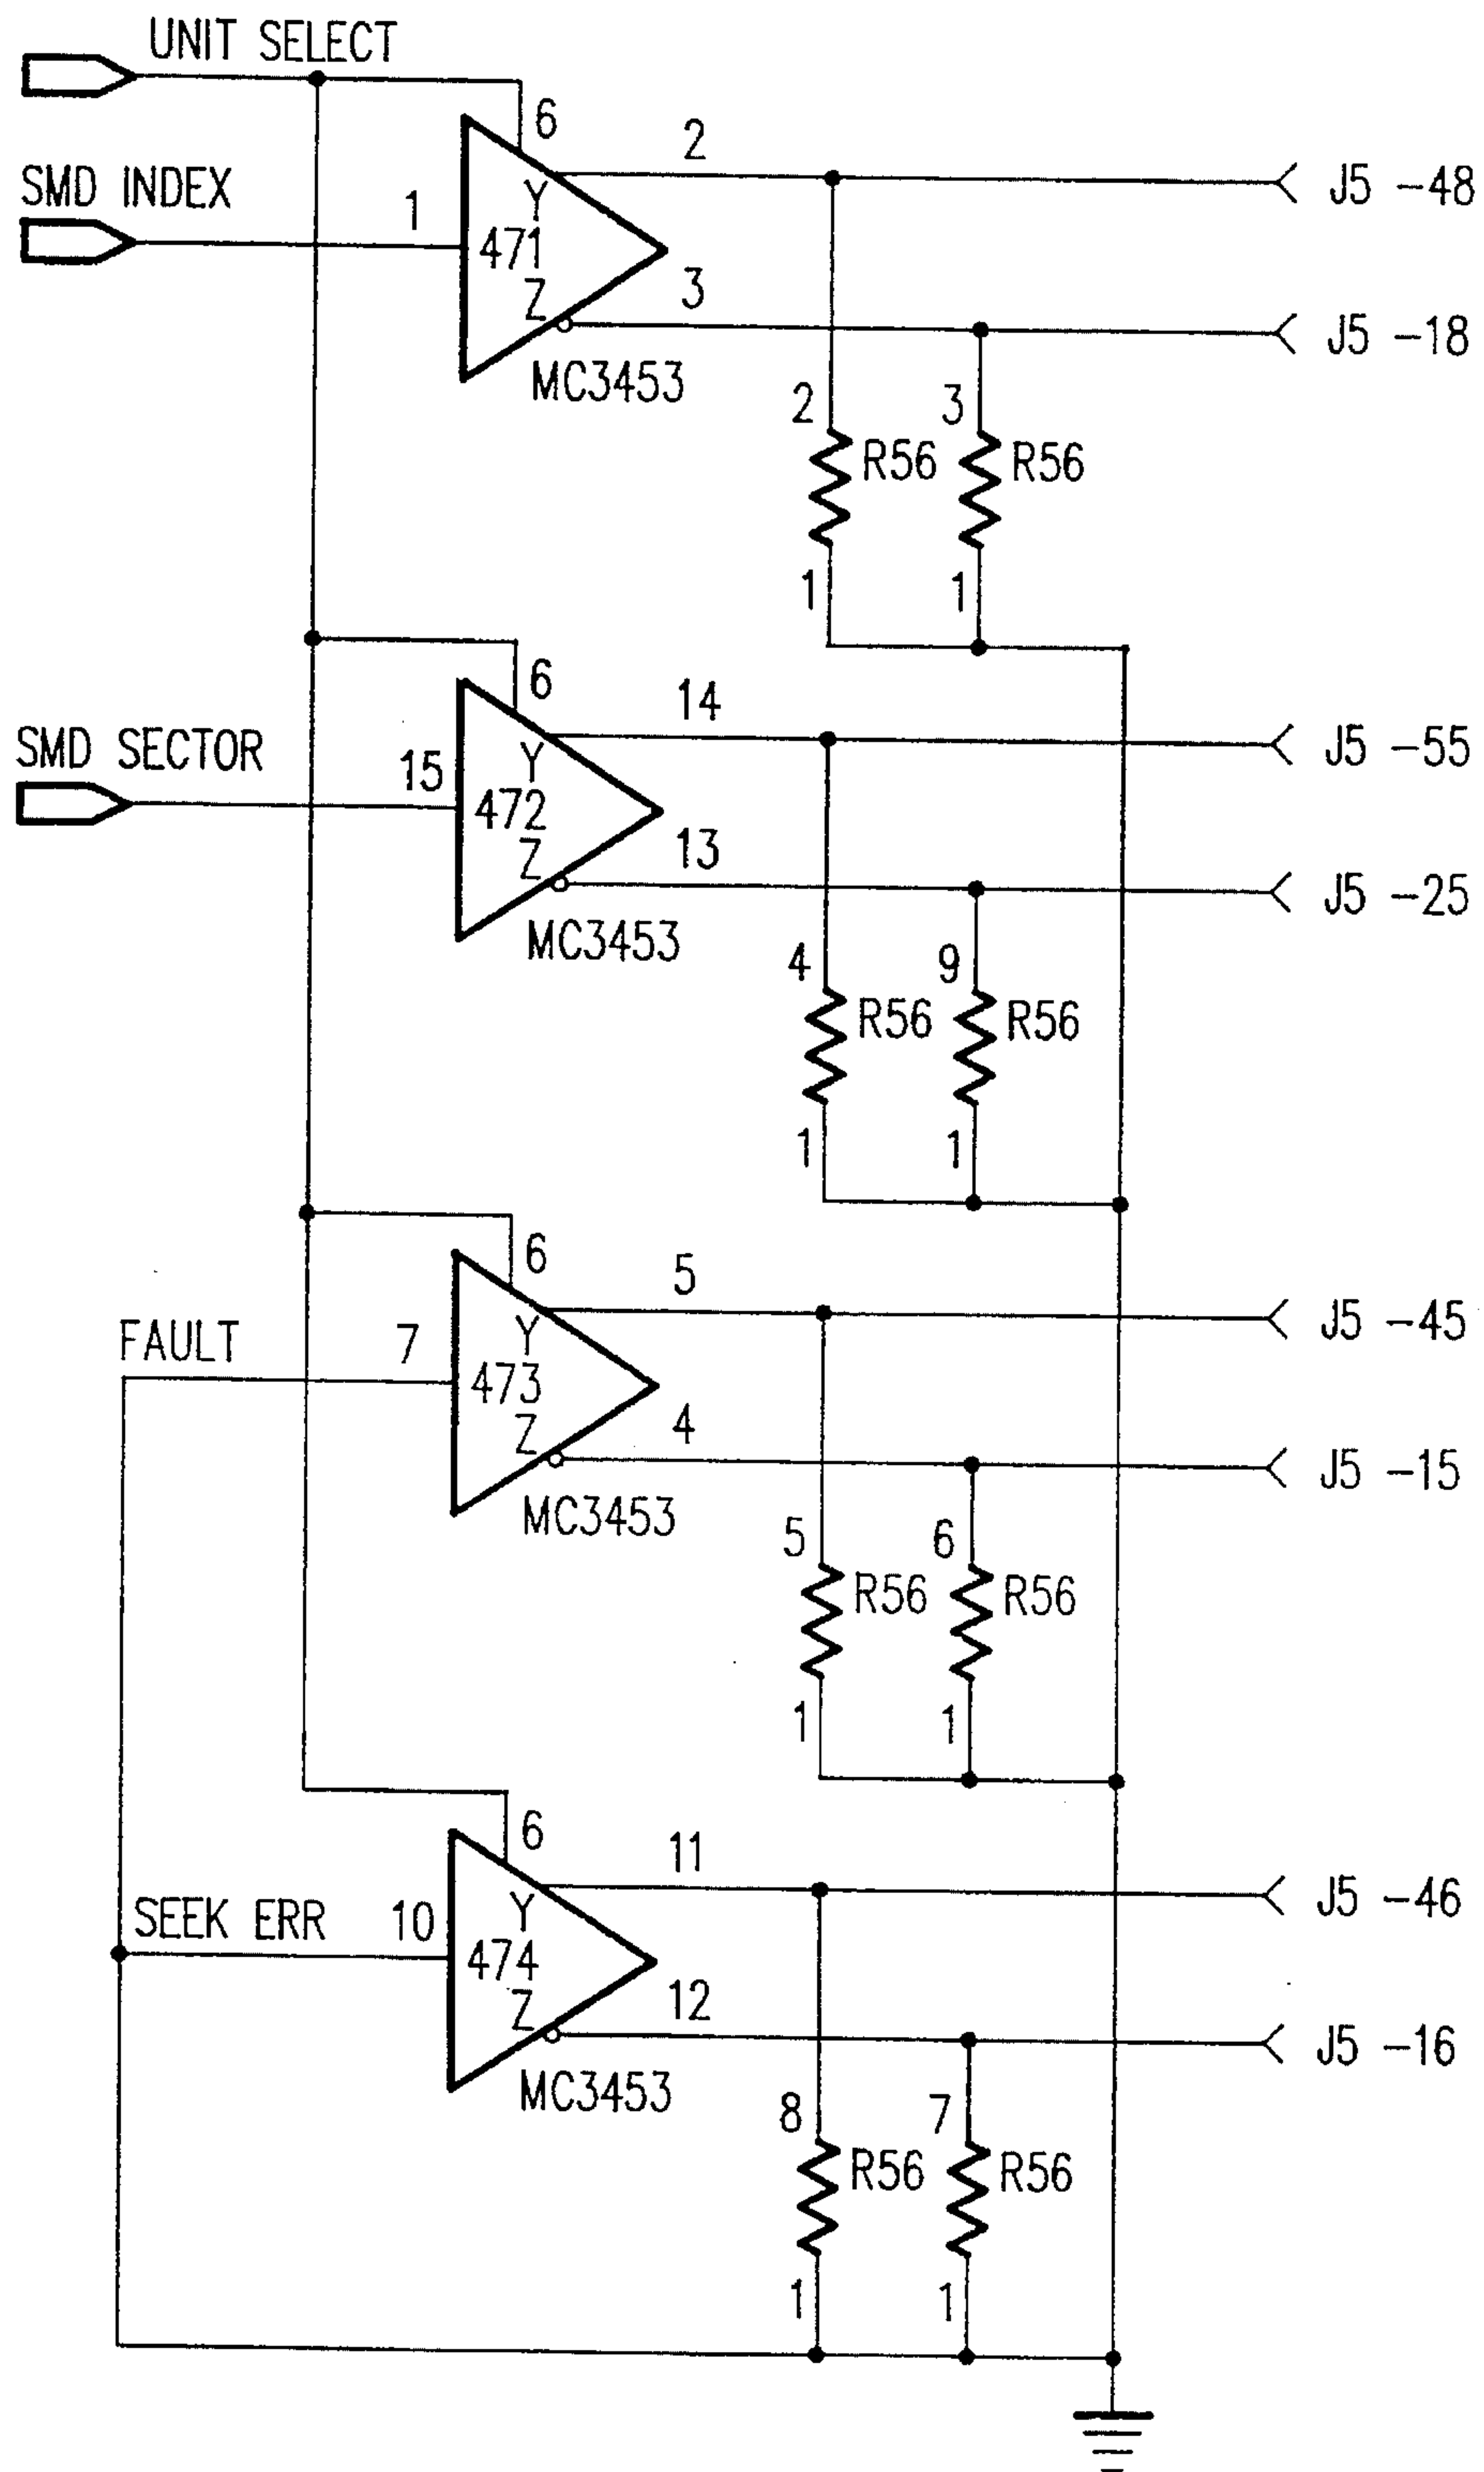 UNIT SELECT
6
2
J5 -48
SMD INDEX
1
Y
471
Z
3
J5 -18
MC3453
2
R56
3
R56
1
1
6
14
J5 -55
SMD SECTOR
15
Y
472
Z
13
J5 -25
MC3453
4
R56
9
R56
1
1
6
5
J5 -45
FAULT
7
Y
473
Z
4
J5 -15
MC3453
5
R56
6
R56
1
1
6
11
J5 -46
SEEK ERR
10
Y
474
Z
12
J5 -16
MC3453
8
R56
7
R56
1
1